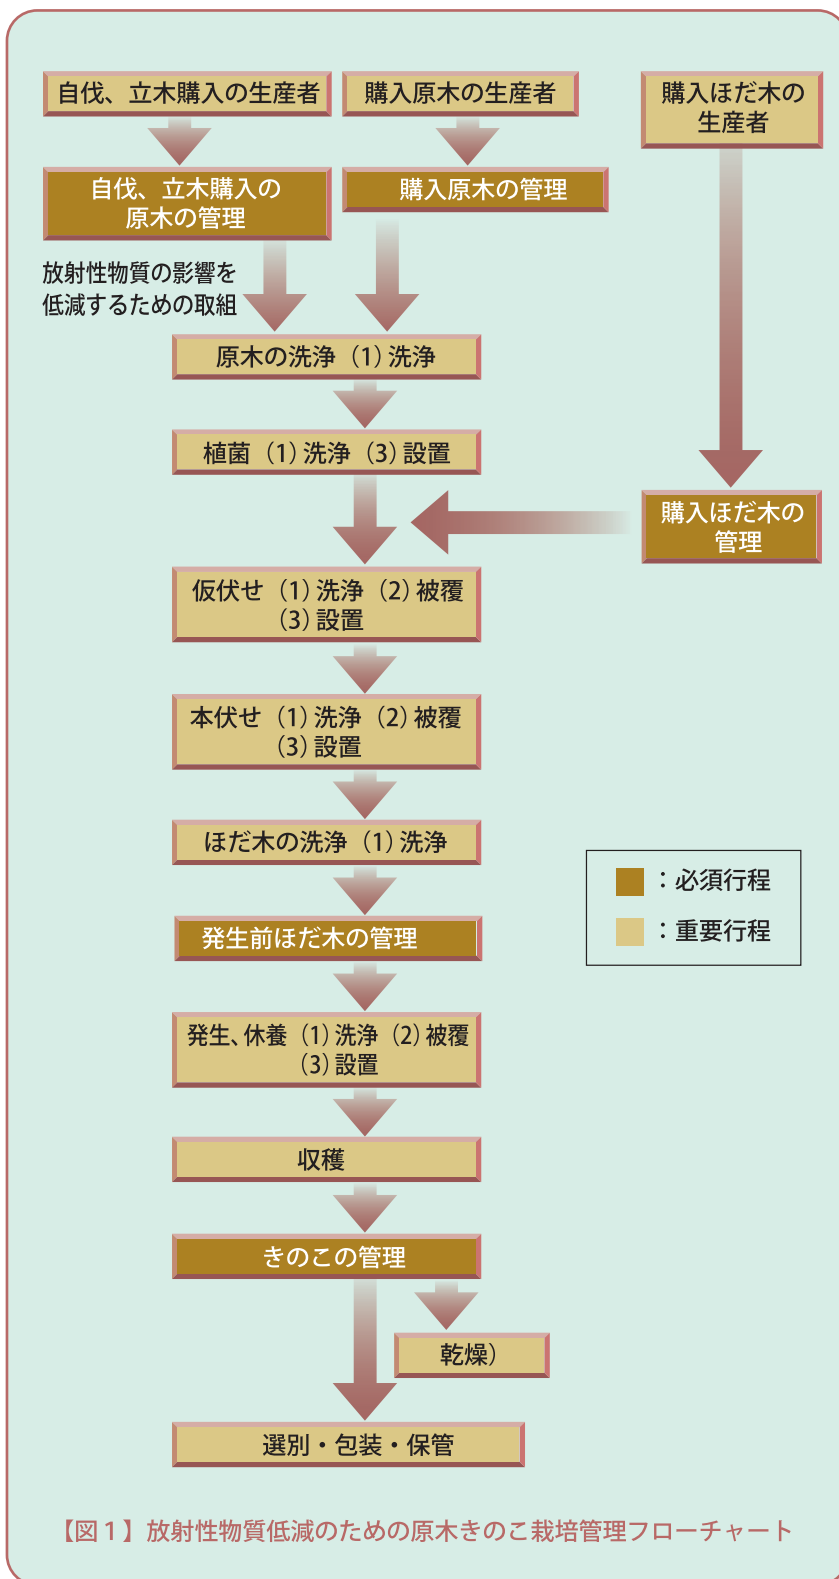 自伐、立木購入の生産者
購入原木の生産者
購入ほだ木の
生産者
自伐、立木購入の
原木の管理
購入原木の管理
放射性物質の影響を
低減するための取組
原木の洗浄（1）洗浄
植菌（1）洗浄（3）設置
購入ほだ木の
管理
仮伏せ（1）洗浄（2）被覆
（3）設置
本伏せ（1）洗浄（2）被覆
（3）設置
ほだ木の洗浄（1）洗浄
：必須行程
：重要行程
発生前ほだ木の管理
発生、休養（1）洗浄（2）被覆
（3）設置
収穫
きのこの管理
乾燥）
選別・包装・保管
【図1】放射性物質低減のための原木きのこ栽培管理フローチャート